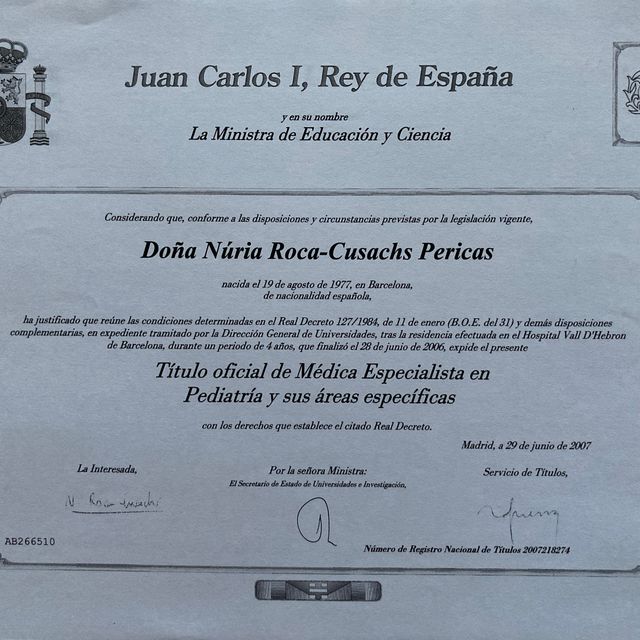 Juan Carlos I, Rey de España
y en su nombre
La Ministra de Educación y Ciencia
Considerando que, conforme a las disposiciones y circunstancias previstas por la legislación vigente,
Doña Núria Roca-Cusachs Pericas
nacida el 19 de agosto de 1977, en Barcelona,
de nacionalidad española,
ha justificado que reúne las condiciones determinadas en el Real Decreto 127/1984, de 11 de enero (B.O.E. del 31) y demás disposiciones
complementarias, en expediente tramitado por la Dirección General de Universidades, tras la residencia efectuada en el Hospital Vall D'Hebron
de Barcelona, durante un periodo de 4 años, que finalizó el 28 de junio de 2006, expide el presente
Título oficial de Médica Especialista en
Pediatría y sus áreas específicas
con los derechos que establece el citado Real Decreto.
Madrid, a 29 de junio de 2007
La Interesada,
Por la señora Ministra:
Servicio de Títulos,
El Secretario de Estado de Universidades e Investigación,
AB266510
Número de Registro Nacional de Títulos 2007218274